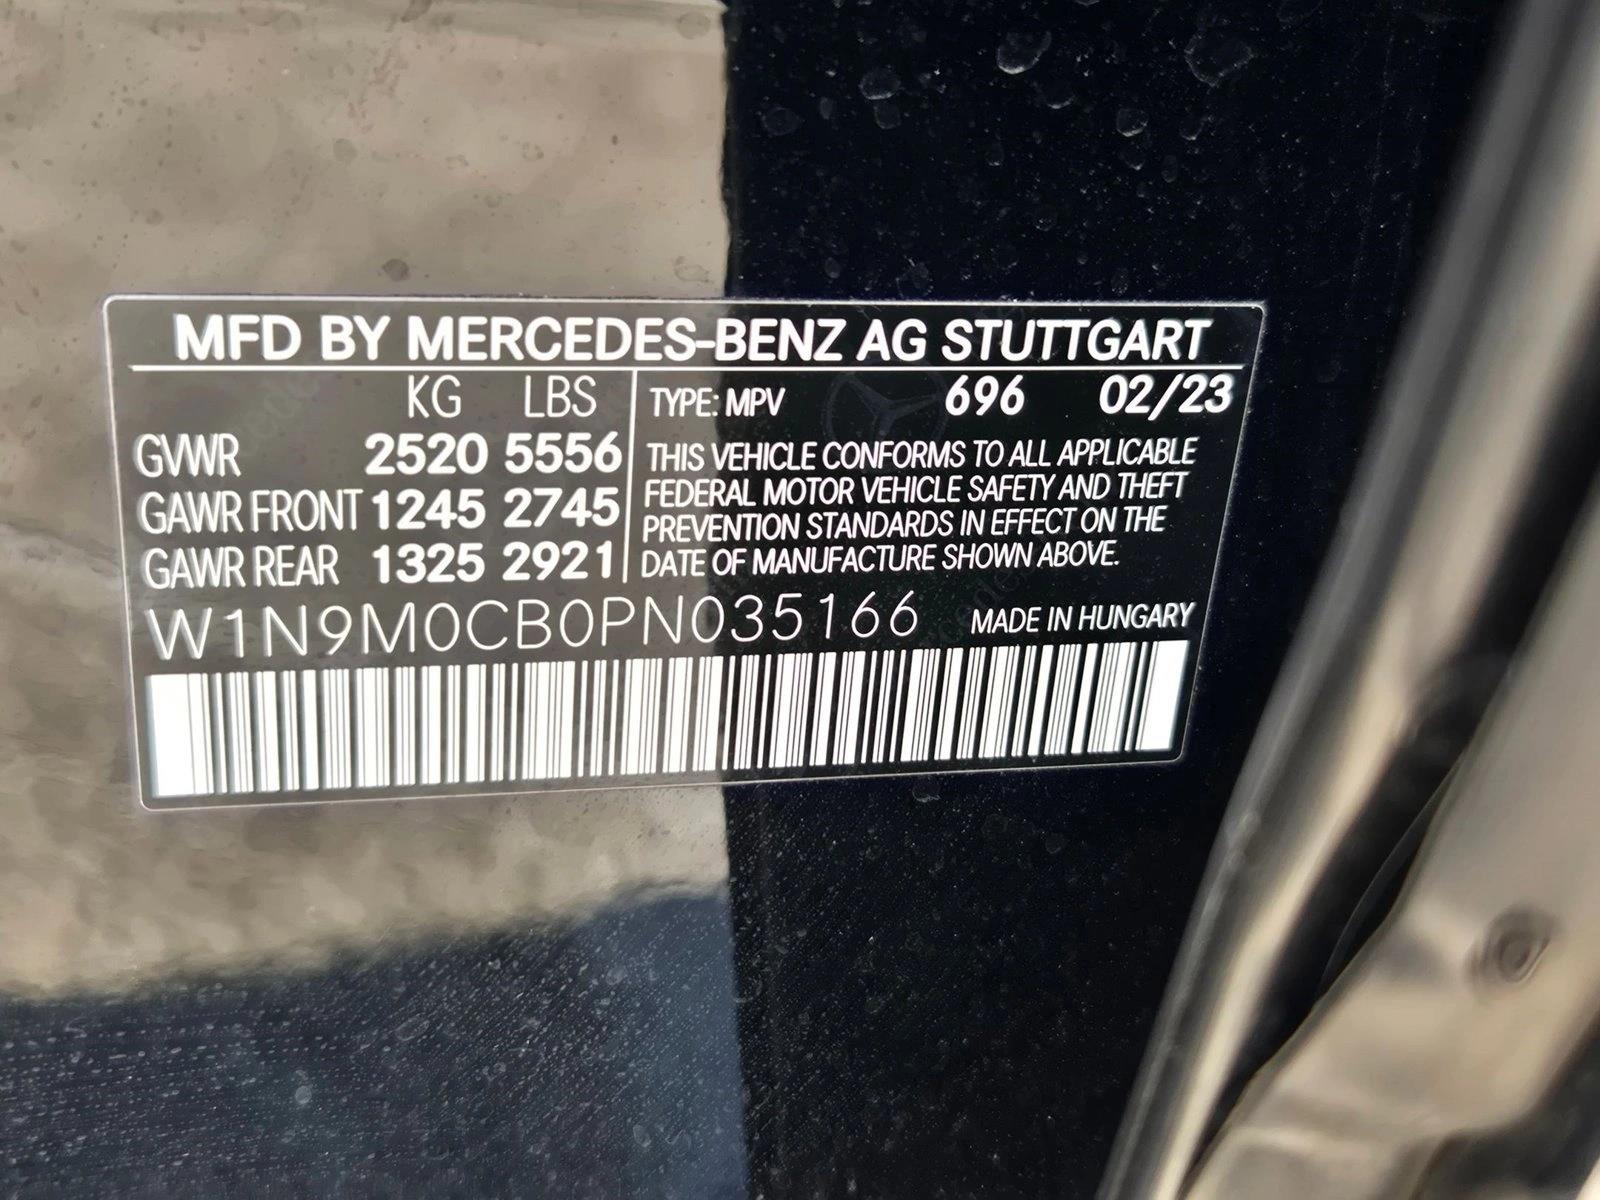 MFD BY MERCEDES-BENZ AG STUTTGART
KG LBS
GVWR 2520 5556
GAWR FRONT 1245 2745
GAWR REAR 1325 2921
TYPE: MPV 696 02/23
THIS VEHICLE CONFORMS TO ALL APPLICABLE
FEDERAL MOTOR VEHICLE SAFETY AND THEFT
PREVENTION STANDARDS IN EFFECT ON THE
DATE OF MANUFACTURE SHOWN ABOVE.
W1N9M0CB0PN035166 MADE IN HUNGARY